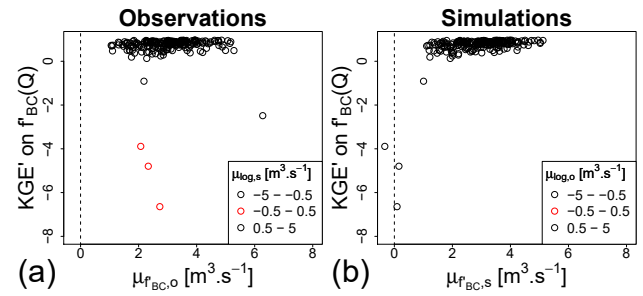 Observations
Simulations
KGE' on f'BC(Q)
0
−2
−4
−6
−8
μlog,s [m³.s⁻¹]
−5 − −0.5
−0.5 − 0.5
0.5 − 5
0 2 4 6 8
(a)
μf'BC,o [m³.s⁻¹]
KGE' on f'BC(Q)
0
−2
−4
−6
−8
μlog,o [m³.s⁻¹]
−5 − −0.5
−0.5 − 0.5
0.5 − 5
0 2 4 6 8
(b)
μf'BC,s [m³.s⁻¹]